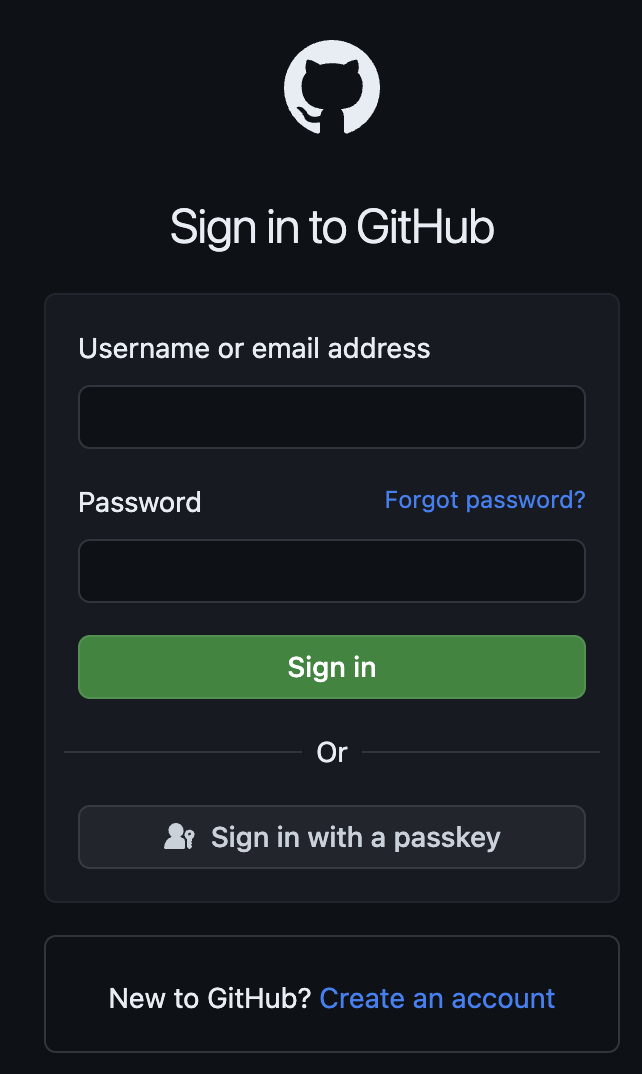 Sign in to GitHub
Username or email address
Password
Forgot password?
Sign in
Or
Sign in with a passkey
New to GitHub? Create an account